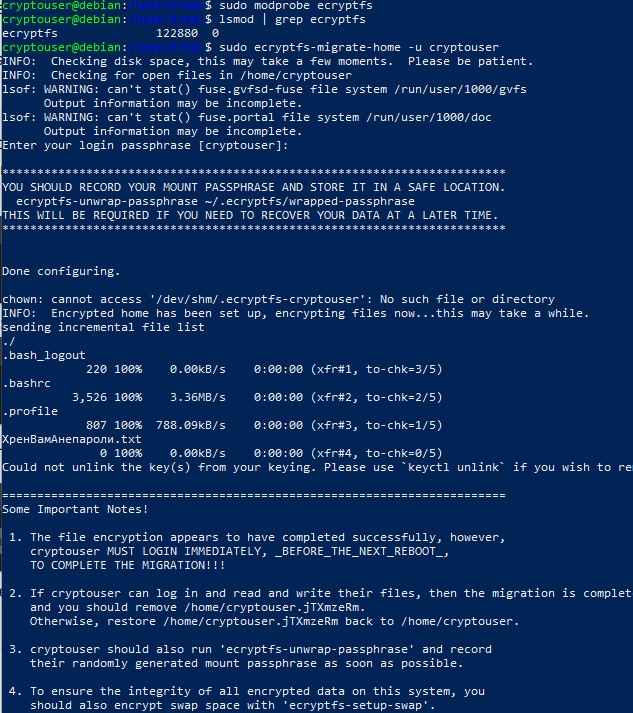 cryptouser@debian:/home/ermac$ sudo modprobe ecryptfs
cryptouser@debian:/home/ermac$ lsmod | grep ecryptfs
ecryptfs              122880  0
cryptouser@debian:/home/ermac$ sudo ecryptfs-migrate-home -u cryptouser
INFO:  Checking disk space, this may take a few moments.  Please be patient.
INFO:  Checking for open files in /home/cryptouser
lsof: WARNING: can't stat() fuse.gvfsd-fuse file system /run/user/1000/gvfs
      Output information may be incomplete.
lsof: WARNING: can't stat() fuse.portal file system /run/user/1000/doc
      Output information may be incomplete.
Enter your login passphrase [cryptouser]:
************************************************************************
YOU SHOULD RECORD YOUR MOUNT PASSPHRASE AND STORE IT IN A SAFE LOCATION.
  ecryptfs-unwrap-passphrase ~/.ecryptfs/wrapped-passphrase
THIS WILL BE REQUIRED IF YOU NEED TO RECOVER YOUR DATA AT A LATER TIME.
************************************************************************
Done configuring.
chown: cannot access '/dev/shm/.ecryptfs-cryptouser': No such file or directory
INFO:  Encrypted home has been set up, encrypting files now...this may take a while.
sending incremental file list
./
.bash_logout
            220 100%    0.00kB/s    0:00:00 (xfr#1, to-chk=3/5)
.bashrc
          3,526 100%    3.36MB/s    0:00:00 (xfr#2, to-chk=2/5)
.profile
            807 100%  788.09kB/s    0:00:00 (xfr#3, to-chk=1/5)
ХренВамАнепароли.txt
              0 100%    0.00kB/s    0:00:00 (xfr#4, to-chk=0/5)
Could not unlink the key(s) from your keying. Please use `keyctl unlink` if you wish to re
========================================================================
Some Important Notes!
 1. The file encryption appears to have completed successfully, however,
    cryptouser MUST LOGIN IMMEDIATELY, _BEFORE_THE_NEXT_REBOOT_,
    TO COMPLETE THE MIGRATION!!!
 2. If cryptouser can log in and read and write their files, then the migration is complet
    and you should remove /home/cryptouser.jTXmzeRm.
    Otherwise, restore /home/cryptouser.jTXmzeRm back to /home/cryptouser.
 3. cryptouser should also run 'ecryptfs-unwrap-passphrase' and record
    their randomly generated mount passphrase as soon as possible.
 4. To ensure the integrity of all encrypted data on this system, you
    should also encrypt swap space with 'ecryptfs-setup-swap'.